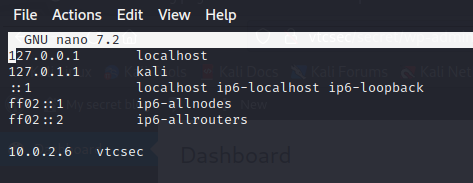 File Actions Edit View Help
GNU nano 7.2
127.0.0.1 localhost
127.0.1.1 kali
::1 localhost ip6-localhost ip6-loopback
ff02::1 ip6-allnodes
ff02::2 ip6-allrouters
10.0.2.6 vtcsec
Dashboard